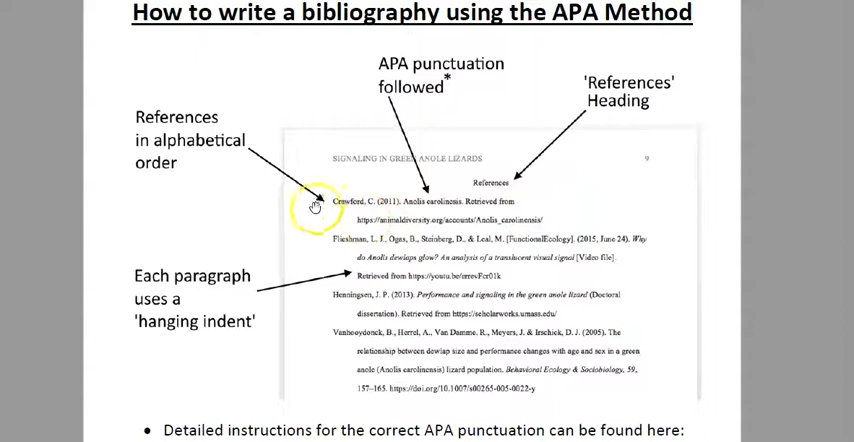 How to write a bibliography using the APA Method
APA punctuation
followed*
'References'
Heading
References
in alphabetical
order
SIGNALING IN GREEN ANOLE LIZARDS 9
References
Crawford, C. (2011). Anolis carolinesis. Retrieved from
https://animaldiversity.org/accounts/Anolis_carolinensis/
Flieshman, L. J., Ogas, B., Steinberg, D., & Leal, M. [FunctionalEcology]. (2015, June 24). Why
do Anolis dewlaps glow? An analysis of a translucent visual signal [Video file].
Retrieved from https://youtu.be/errevFcr01k
Each paragraph
uses a
'hanging indent'
Henningsen, J. P. (2013). Performance and signaling in the green anole lizard (Doctoral
dissertation). Retrieved from https://scholarworks.umass.edu/
Vanhooydonck, B., Herrel, A., Van Damme, R., Meyers, J. & Irschick, D. J. (2005). The
relationship between dewlap size and performance changes with age and sex in a green
anole (Anolis carolinensis) lizard population. Behavioral Ecology & Sociobiology, 59,
157–165. https://doi.org/10.1007/s00265-005-0022-y
• Detailed instructions for the correct APA punctuation can be found here: